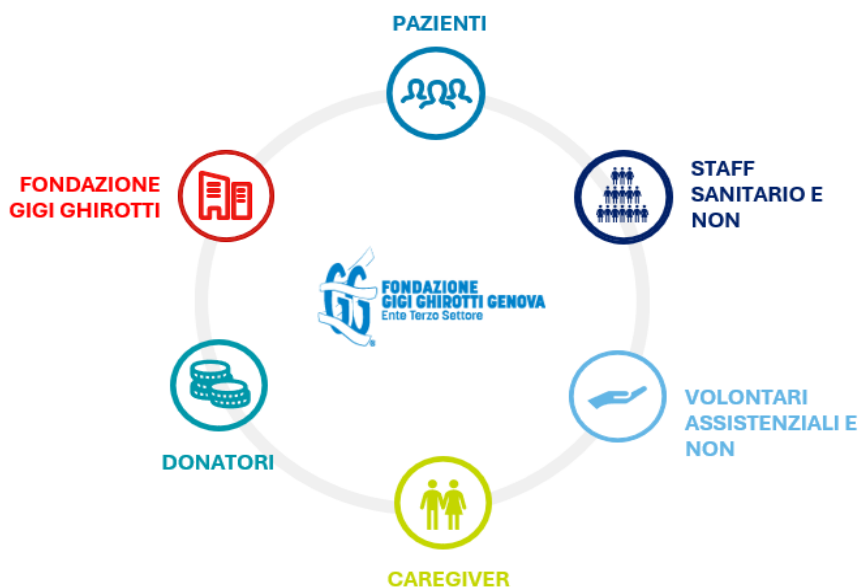 PAZIENTI
FONDAZIONE
GIGI GHIROTTI
STAFF
SANITARIO E
NON
GG
FONDAZIONE
GIGI GHIROTTI GENOVA
Ente Terzo Settore
®
DONATORI
VOLONTARI
ASSISTENZIALI E
NON
CAREGIVER